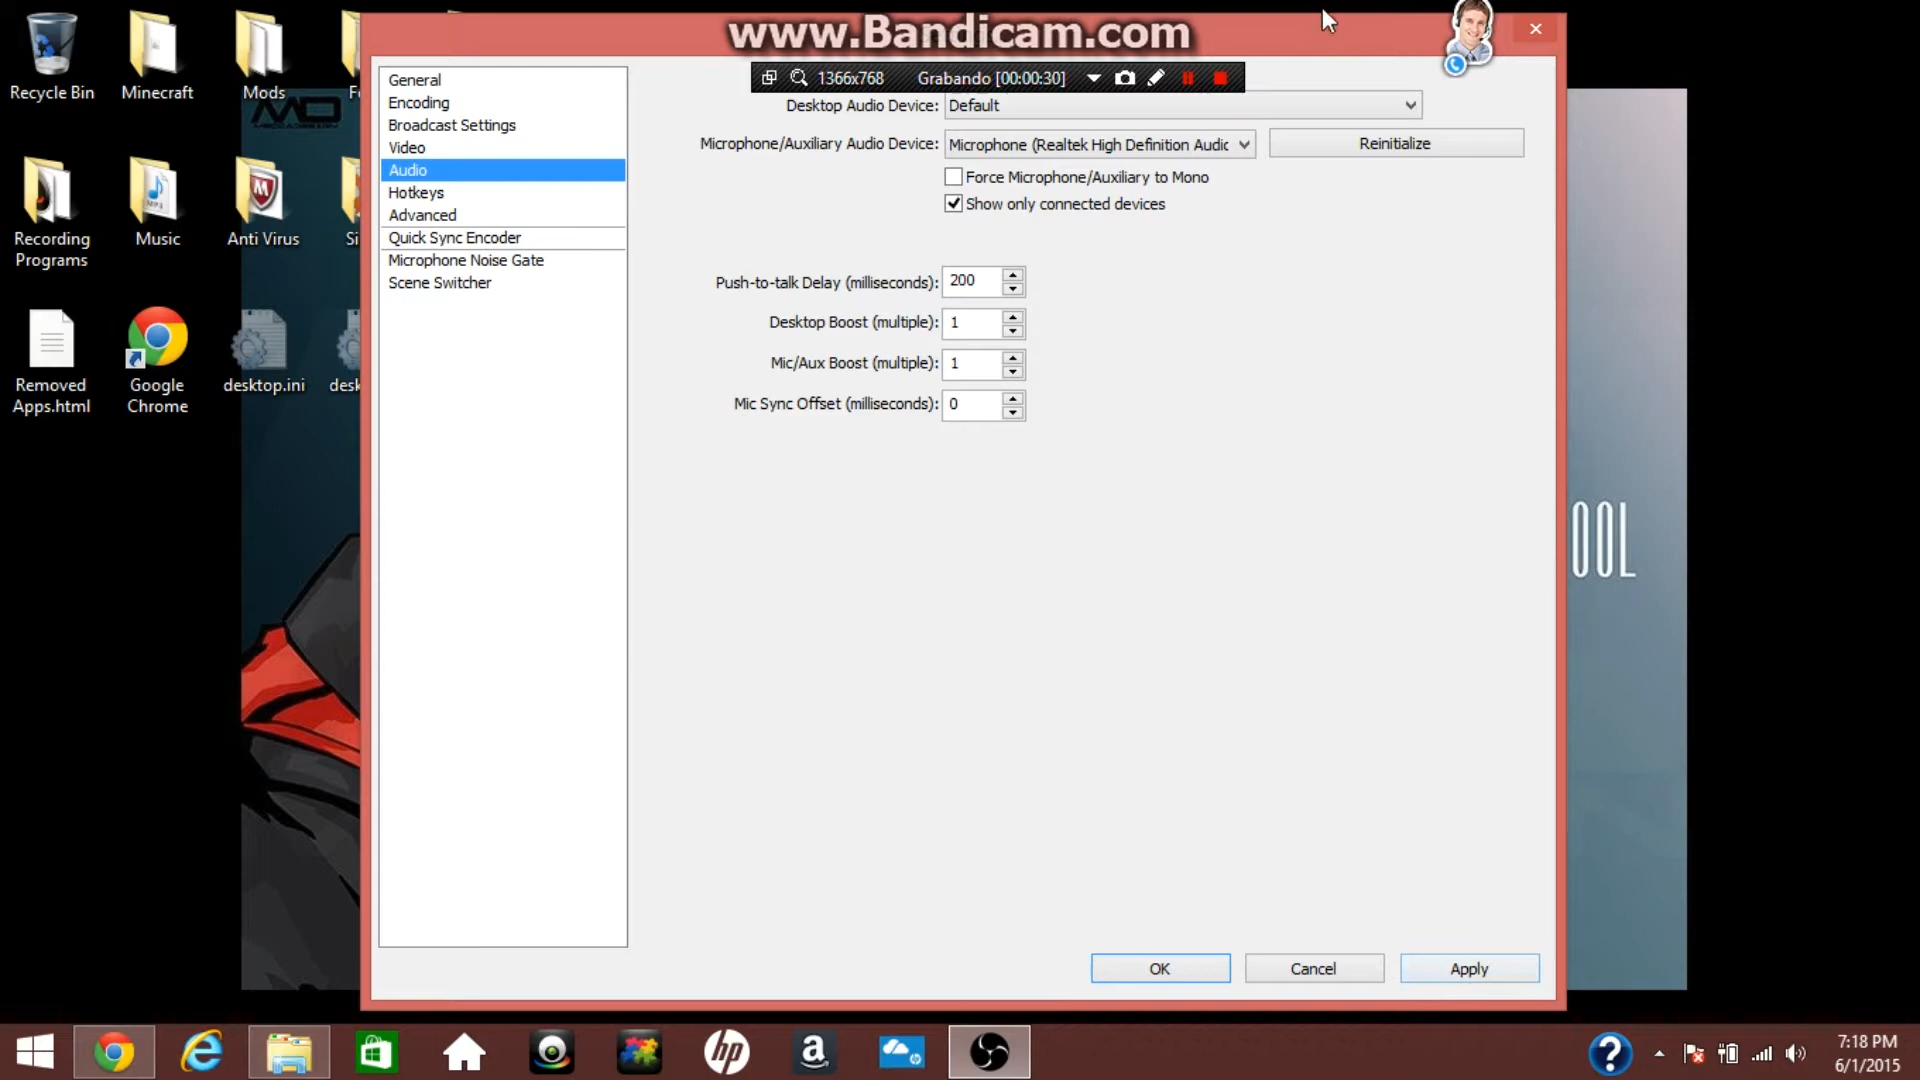 www.Bandicam.com
1366x768
Grabando [00:00:30]
Recycle Bin
Minecraft
Mods
Recording
Programs
Music
Anti Virus
Removed
Apps.html
Google
Chrome
desktop.ini
General
Encoding
Broadcast Settings
Video
Audio
Hotkeys
Advanced
Quick Sync Encoder
Microphone Noise Gate
Scene Switcher
Desktop Audio Device: Default
Microphone/Auxiliary Audio Device: Microphone (Realtek High Definition Audic
Reinitialize
Force Microphone/Auxiliary to Mono
Show only connected devices
Push-to-talk Delay (milliseconds): 200
Desktop Boost (multiple): 1
Mic/Aux Boost (multiple): 1
Mic Sync Offset (milliseconds): 0
OOL
OK
Cancel
Apply
hp
a
?
7:18 PM
6/1/2015